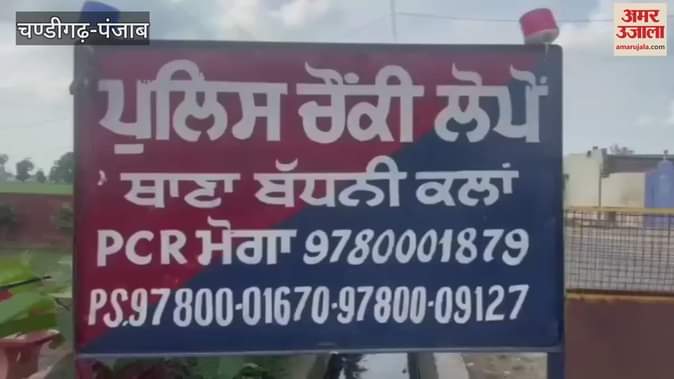 चण्डीगढ़-पंजाब
अमर
उजाला
amarujala.com
ਪੁਲਿਸ ਚੌਂਕੀ ਲੋਪੋਂ
ਥਾਣਾ ਬੱਧਨੀ ਕਲਾਂ
PCR ਮੋਗਾ 9780001879
PS.97800-01670-97800-09127